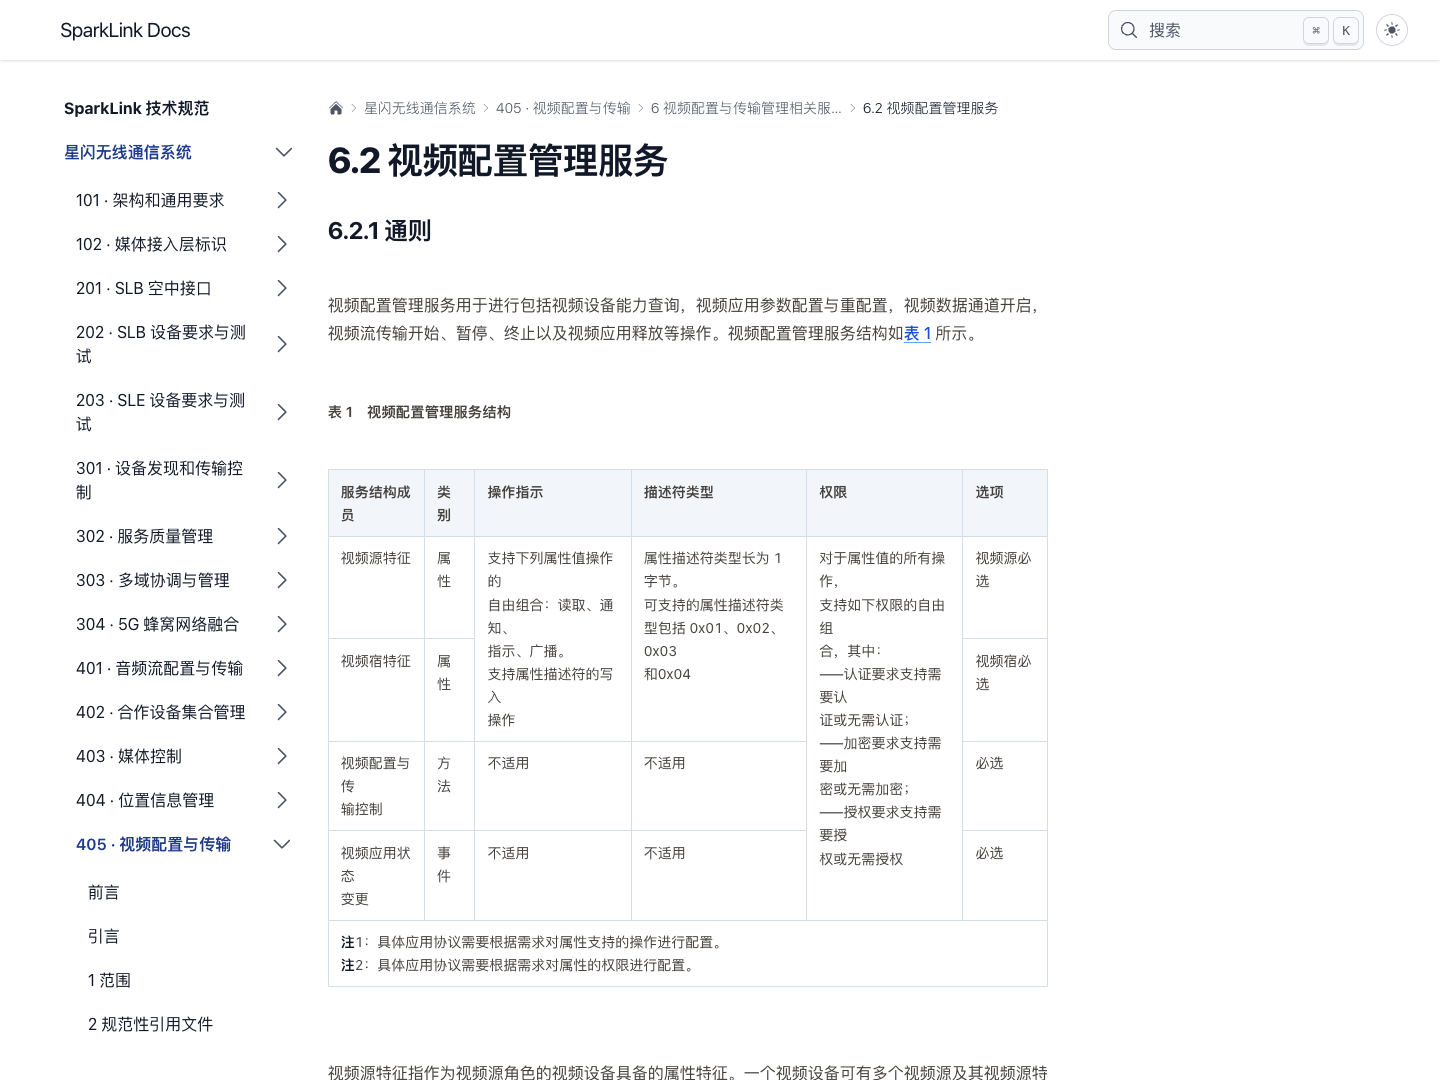 SparkLink Docs
搜索
⌘
K
SparkLink 技术规范
星闪无线通信系统
101 · 架构和通用要求
102 · 媒体接入层标识
201 · SLB 空中接口
202 · SLB 设备要求与测
试
203 · SLE 设备要求与测
试
301 · 设备发现和传输控
制
302 · 服务质量管理
303 · 多域协调与管理
304 · 5G 蜂窝网络融合
401 · 音频流配置与传输
402 · 合作设备集合管理
403 · 媒体控制
404 · 位置信息管理
405 · 视频配置与传输
前言
引言
1 范围
2 规范性引用文件
星闪无线通信系统
405 · 视频配置与传输
6 视频配置与传输管理相关服...
6.2 视频配置管理服务
6.2 视频配置管理服务
6.2.1 通则
视频配置管理服务用于进行包括视频设备能力查询，视频应用参数配置与重配置，视频数据通道开启，
视频流传输开始、暂停、终止以及视频应用释放等操作。视频配置管理服务结构如表 1 所示。
表 1　视频配置管理服务结构
服务结构成
员
类
别
操作指示
描述符类型
权限
选项
视频源特征
属
性
支持下列属性值操作
的
自由组合：读取、通
知、
指示、广播。
支持属性描述符的写
入
操作
属性描述符类型长为 1
字节。
可支持的属性描述符类
型包括 0x01、0x02、
0x03
和0x04
对于属性值的所有操
作，
支持如下权限的自由
组
合，其中：
——认证要求支持需
要认
证或无需认证；
——加密要求支持需
要加
密或无需加密；
——授权要求支持需
要授
权或无需授权
视频源必
选
视频宿特征
属
性
视频宿必
选
视频配置与
传
输控制
方
法
不适用
不适用
必选
视频应用状
态
变更
事
件
不适用
不适用
必选
注1：具体应用协议需要根据需求对属性支持的操作进行配置。
注2：具体应用协议需要根据需求对属性的权限进行配置。
视频源特征指作为视频源角色的视频设备具备的属性特征。一个视频设备可有多个视频源及其视频源特